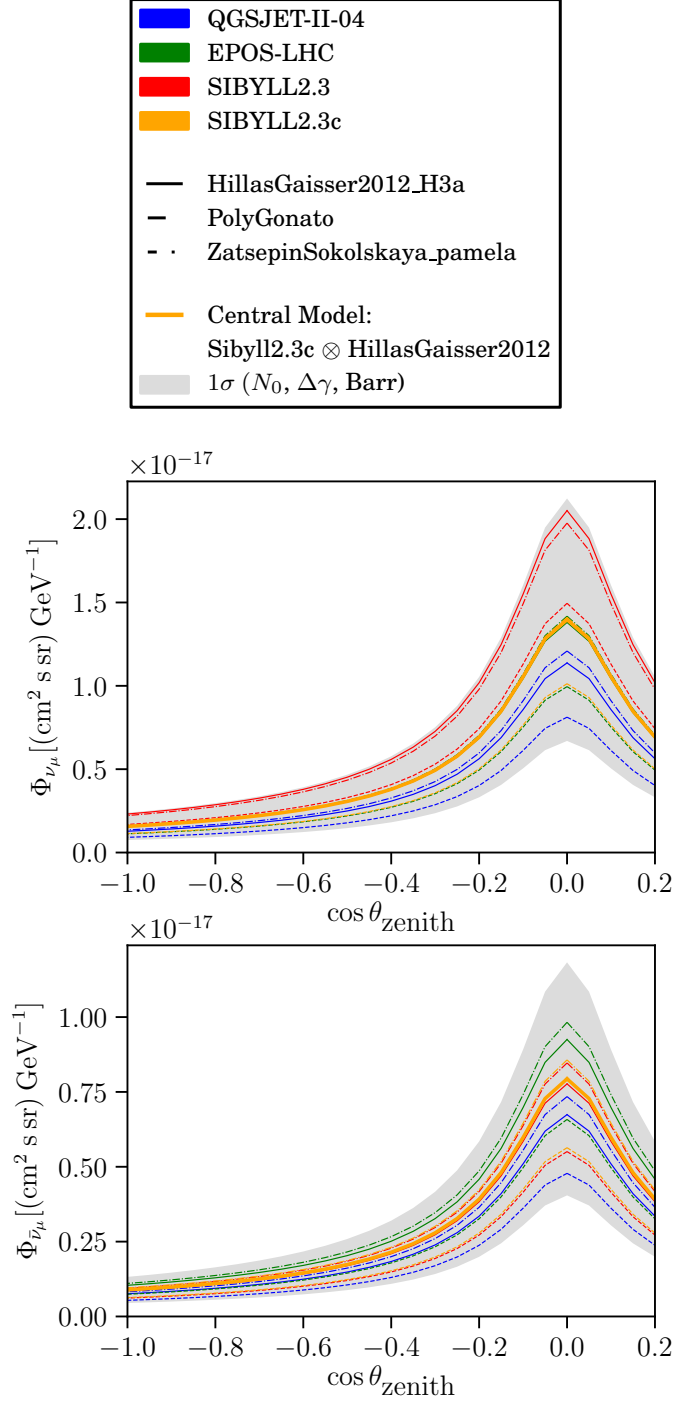 QGSJET-II-04
EPOS-LHC
SIBYLL2.3
SIBYLL2.3c
HillasGaisser2012_H3a
PolyGonato
ZatsepinSokolskaya_pamela
Central Model:
Sibyll2.3c ⊗ HillasGaisser2012
1σ (N₀, Δγ, Barr)
×10⁻¹⁷
Φ_{ν_μ}[(cm² s sr) GeV⁻¹]
2.0
1.5
1.0
0.5
0.0
−1.0 −0.8 −0.6 −0.4 −0.2 0.0 0.2
cos θ_zenith
×10⁻¹⁷
Φ_{ν̄_μ}[(cm² s sr) GeV⁻¹]
1.00
0.75
0.50
0.25
0.00
−1.0 −0.8 −0.6 −0.4 −0.2 0.0 0.2
cos θ_zenith